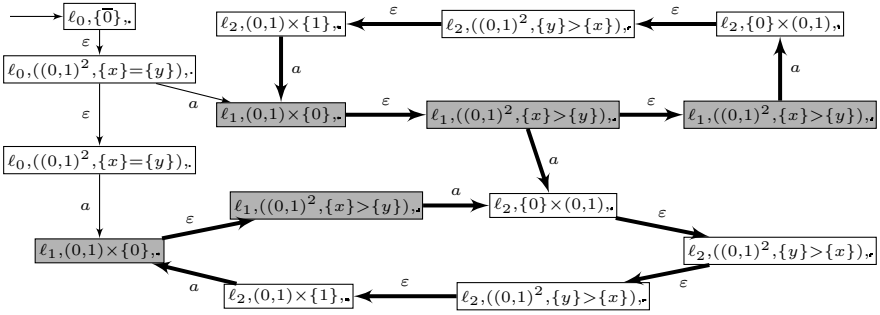 ℓ₀,{0̅},.
ℓ₂,(0,1)×{1},.
ε
ℓ₂,((0,1)²,{y}>{x}),.
ε
ℓ₂,{0}×(0,1),.
ε
ℓ₀,((0,1)²,{x}={y}),.
a
a
a
ℓ₁,(0,1)×{0},.
ε
ℓ₁,((0,1)²,{x}>{y}),.
ε
ℓ₁,((0,1)²,{x}>{y}),.
ε
ℓ₀,((0,1)²,{x}={y}),.
a
a
ℓ₁,((0,1)²,{x}>{y}),.
a
ℓ₂,{0}×(0,1),.
ε
ε
ℓ₁,(0,1)×{0},.
ℓ₂,((0,1)²,{y}>{x}),.
a
ε
ℓ₂,(0,1)×{1},.
ε
ℓ₂,((0,1)²,{y}>{x}),.